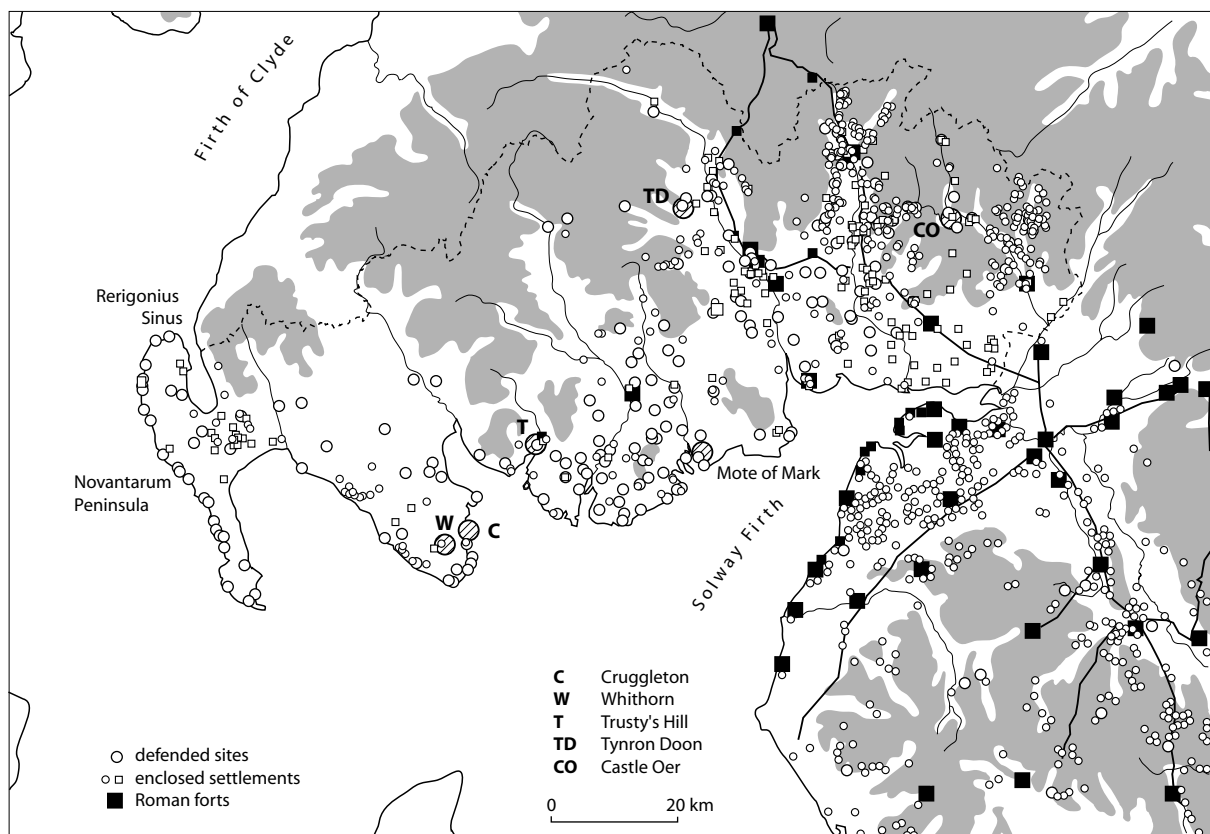 Firth of Clyde
TD
CO
Rerigonius
Sinus
T
Novantarum
Peninsula
Mote of Mark
W
C
Solway Firth
C Cruggleton
W Whithorn
T Trusty's Hill
TD Tynron Doon
CO Castle Oer
defended sites
enclosed settlements
Roman forts
0 20 km